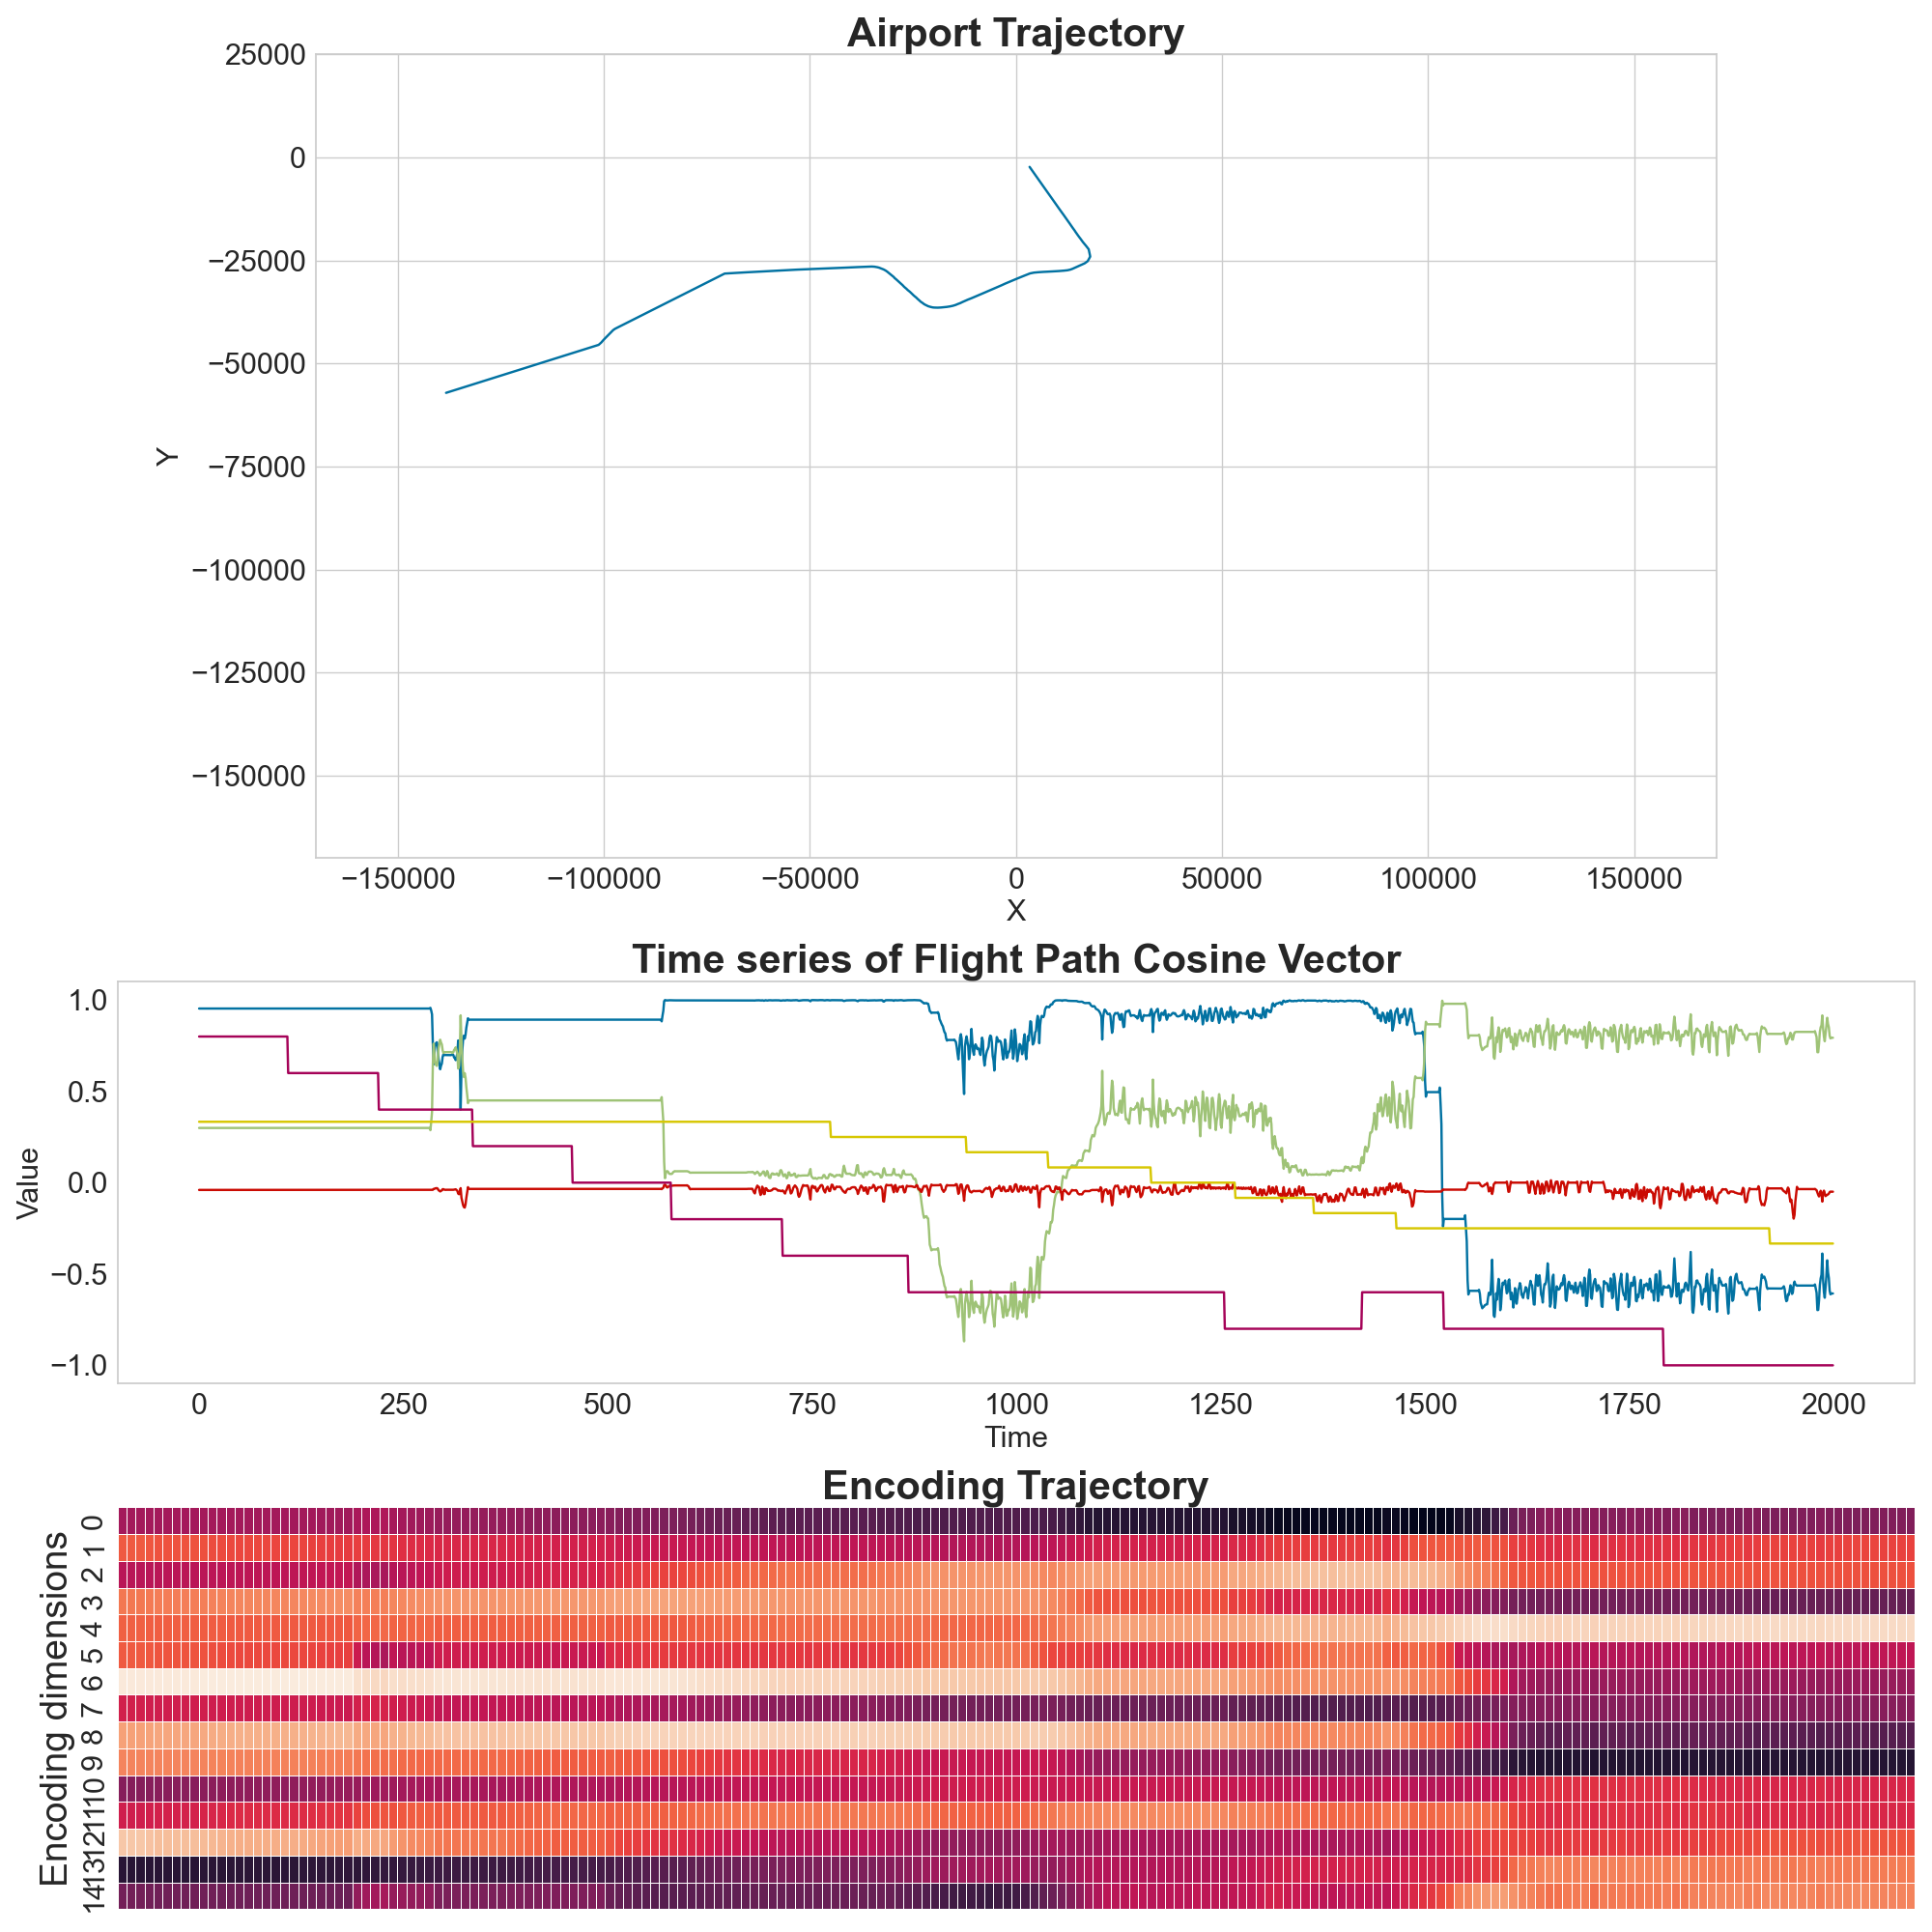 Airport Trajectory
25000
0
−25000
−50000
−75000
−100000
−125000
−150000
Y
−150000 −100000 −50000 0 50000 100000 150000
X
Time series of Flight Path Cosine Vector
1.0
0.5
0.0
−0.5
−1.0
Value
0 250 500 750 1000 1250 1500 1750 2000
Time
Encoding Trajectory
Encoding dimensions
0
1
2
3
4
5
6
7
8
9
10
11
12
13
14